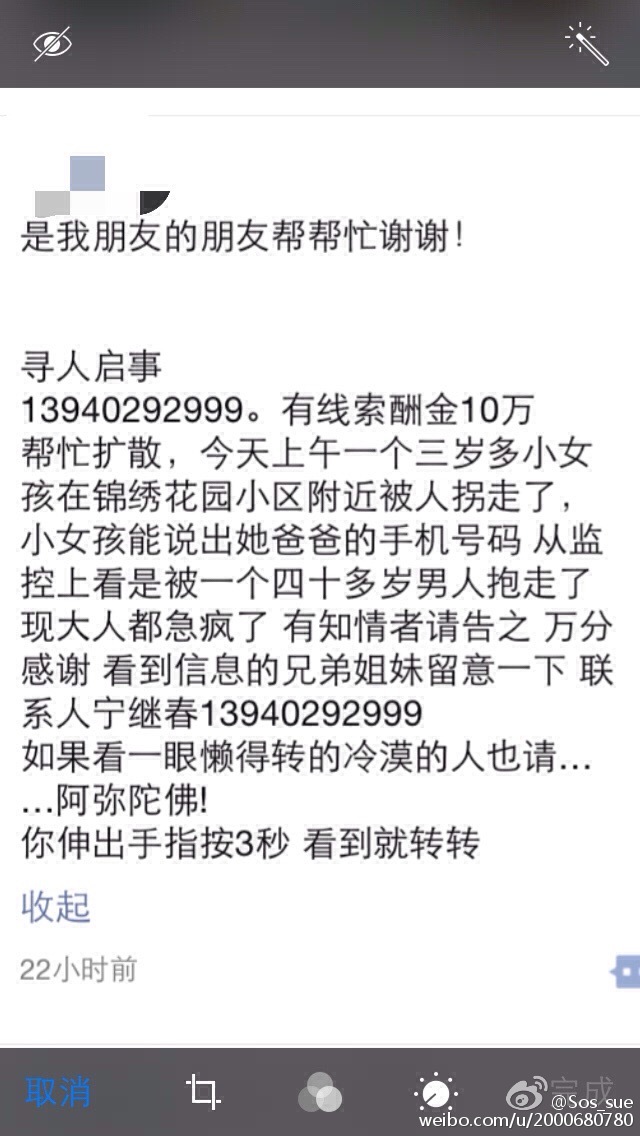 是我朋友的朋友帮帮忙谢谢！
寻人启事
13940292999。有线索酬金10万
帮忙扩散，今天上午一个三岁多小女
孩在锦绣花园小区附近被人拐走了，
小女孩能说出她爸爸的手机号码 从监
控上看是被一个四十多岁男人抱走了
现大人都急疯了 有知情者请告之 万分
感谢 看到信息的兄弟姐妹留意一下 联
系人宁继春13940292999
如果看一眼懒得转的冷漠的人也请...
...阿弥陀佛!
你伸出手指按3秒 看到就转转
收起
22小时前
取消
完成
@Sos_sue
weibo.com/u/2000680780